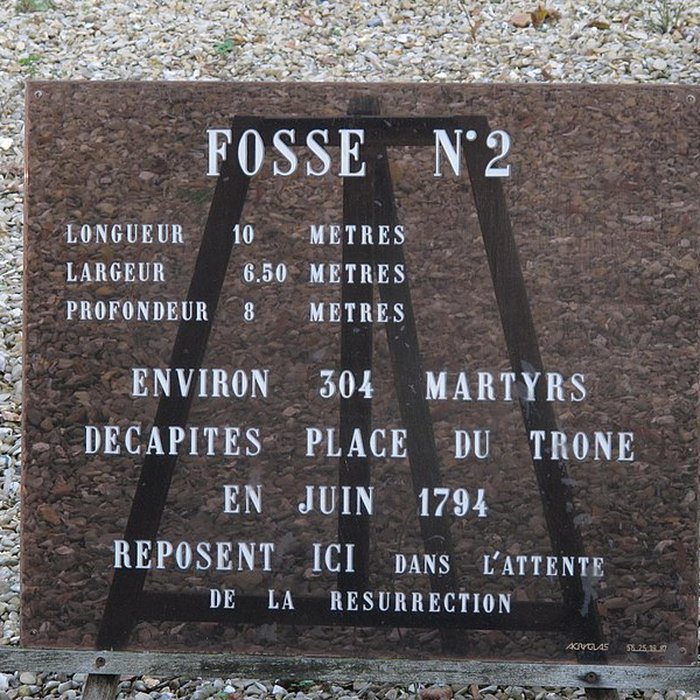 FOSSE N°2
LONGUEUR 10 METRES
LARGEUR 6.50 METRES
PROFONDEUR 8 METRES
ENVIRON 304 MARTYRS
DECAPITES PLACE DU TRONE
EN JUIN 1794
REPOSENT ICI DANS L'ATTENTE
DE LA RESURRECTION